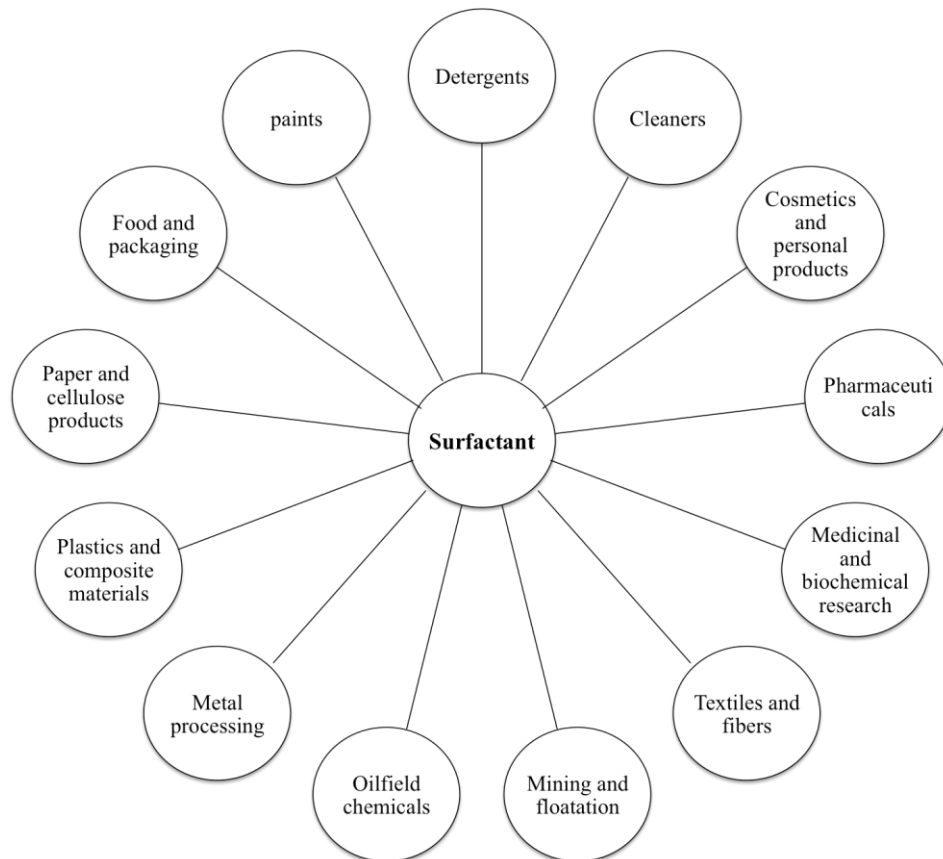 Detergents
Cleaners
Cosmetics
and
personal
products
Pharmaceuti
cals
Medicinal
and
biochemical
research
Textiles and
fibers
Mining and
floatation
Oilfield
chemicals
Metal
processing
Plastics and
composite
materials
Paper and
cellulose
products
Food and
packaging
paints
Surfactant